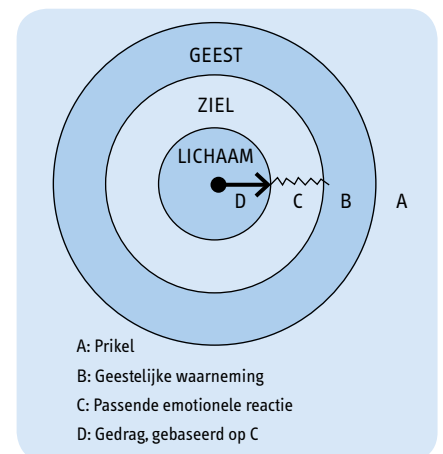 GEEST
ZIEL
LICHAAM
D C B A
A: Prikel
B: Geestelijke waarneming
C: Passende emotionele reactie
D: Gedrag, gebaseerd op C